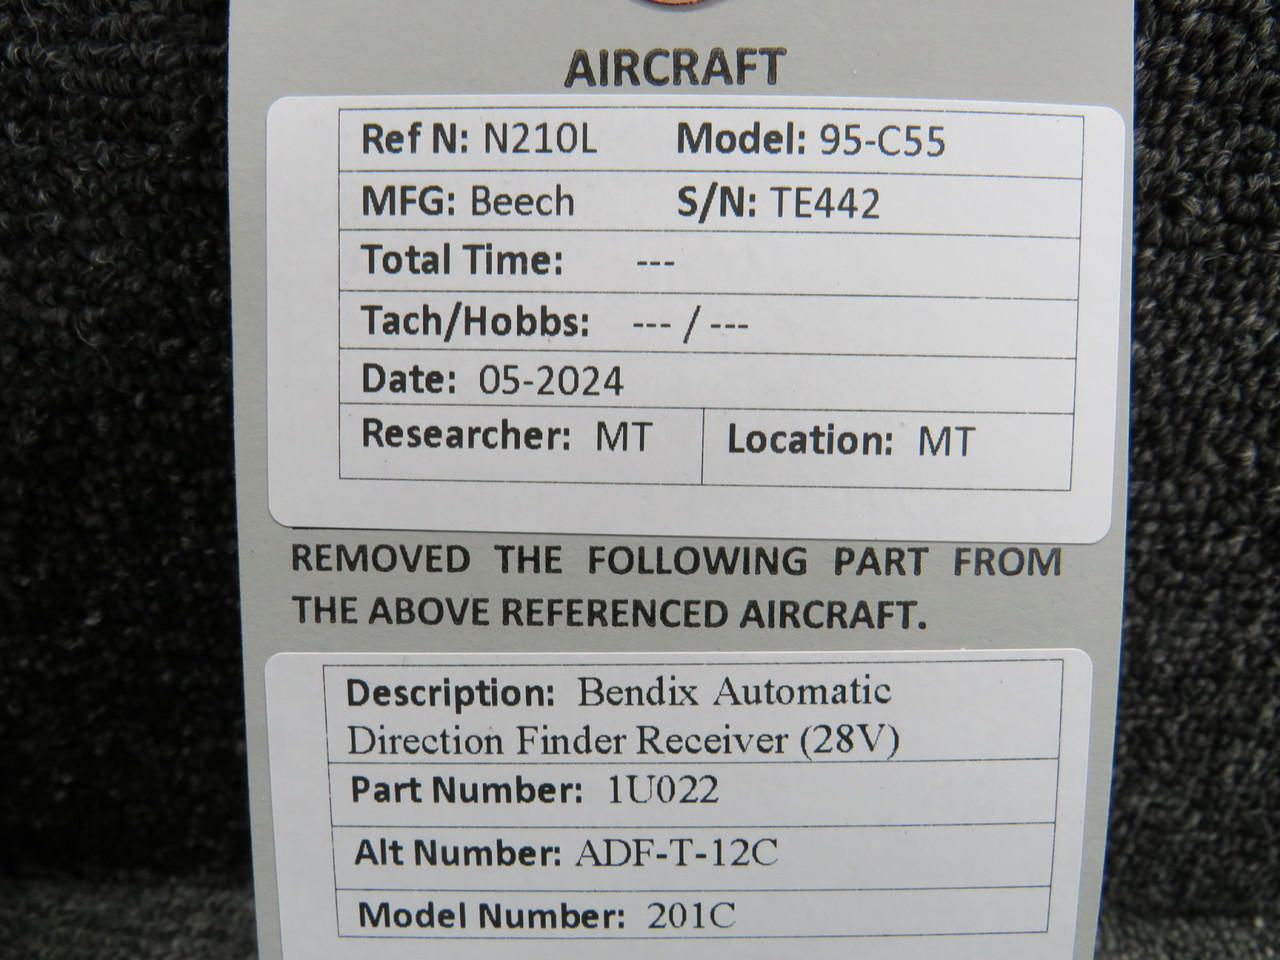 AIRCRAFT
Ref N: N210L Model: 95-C55
MFG: Beech S/N: TE442
Total Time: ---
Tach/Hobbs: --- / ---
Date: 05-2024
Researcher: MT Location: MT
REMOVED THE FOLLOWING PART FROM
THE ABOVE REFERENCED AIRCRAFT.
Description: Bendix Automatic
Direction Finder Receiver (28V)
Part Number: 1U022
Alt Number: ADF-T-12C
Model Number: 201C